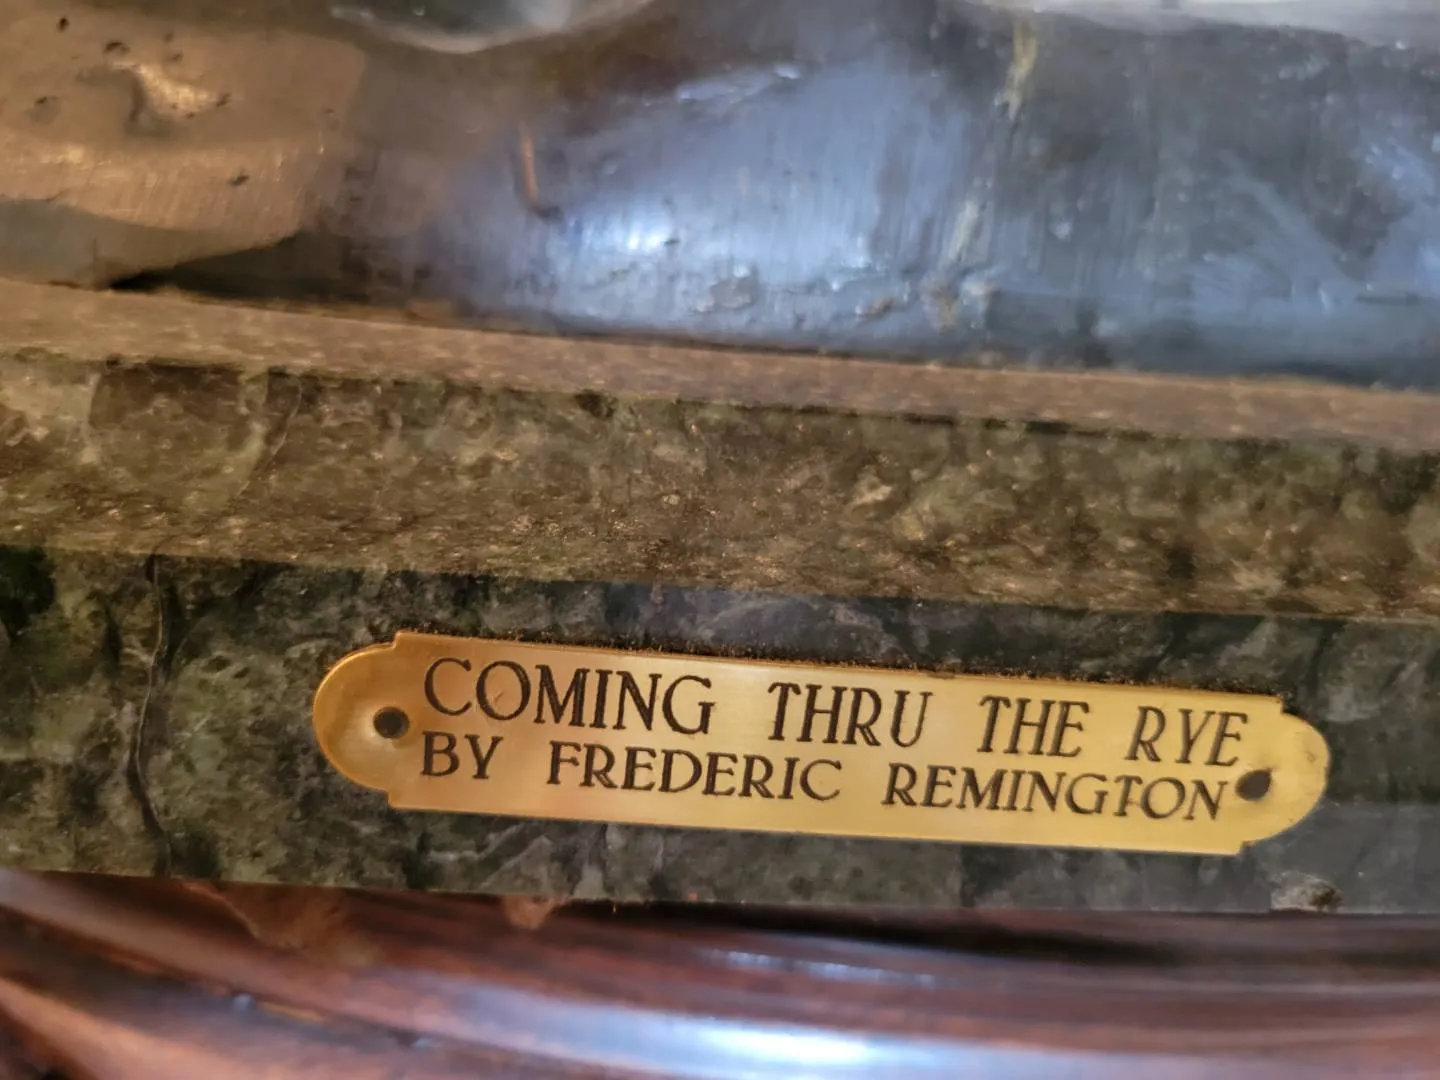 COMING THRU THE RYE
BY FREDERIC REMINGTON